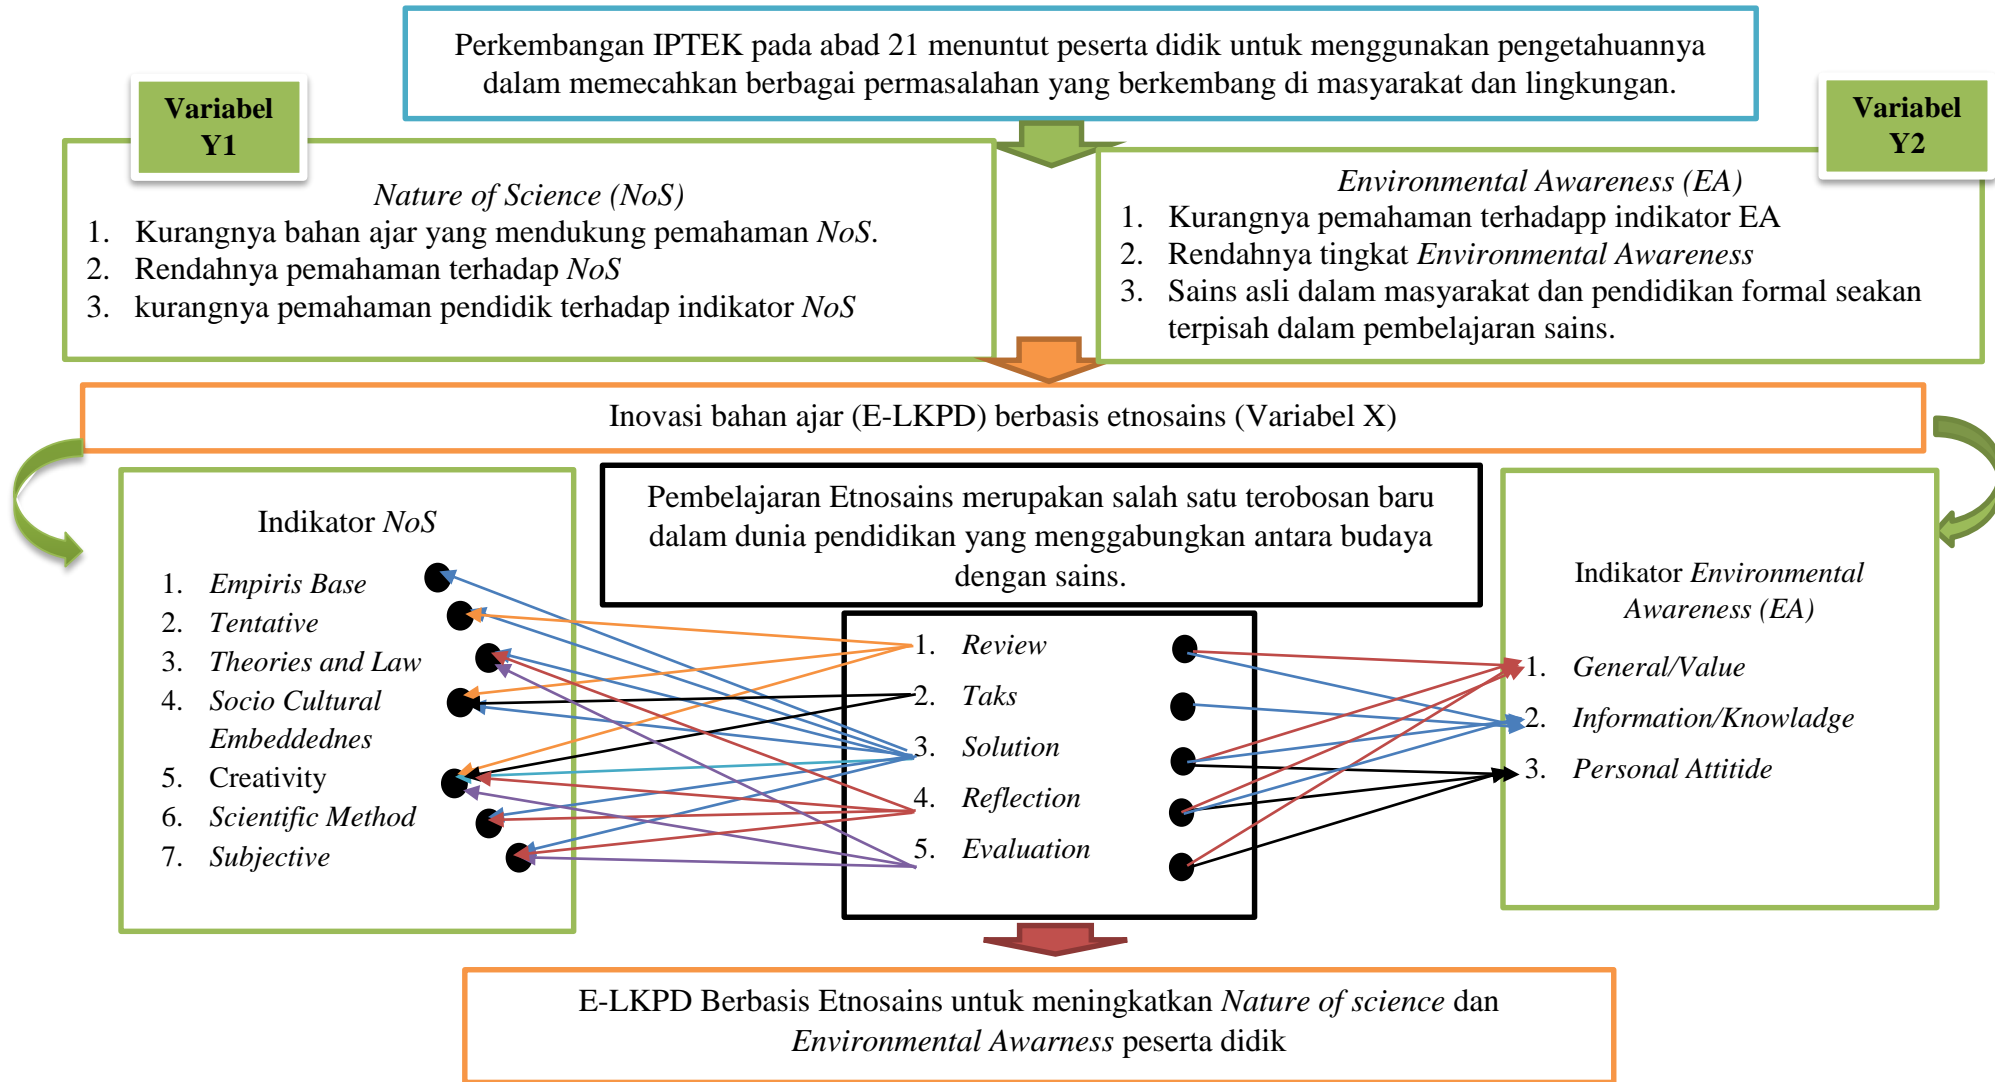 Perkembangan IPTEK pada abad 21 menuntut peserta didik untuk menggunakan pengetahuannya
dalam memecahkan berbagai permasalahan yang berkembang di masyarakat dan lingkungan.
Variabel
Y1
Variabel
Y2
Nature of Science (NoS)
1. Kurangnya bahan ajar yang mendukung pemahaman NoS.
2. Rendahnya pemahaman terhadap NoS
3. kurangnya pemahaman pendidik terhadap indikator NoS
Environmental Awareness (EA)
1. Kurangnya pemahaman terhadapp indikator EA
2. Rendahnya tingkat Environmental Awareness
3. Sains asli dalam masyarakat dan pendidikan formal seakan
terpisah dalam pembelajaran sains.
Inovasi bahan ajar (E-LKPD) berbasis etnosains (Variabel X)
Indikator NoS
1. Empiris Base
2. Tentative
3. Theories and Law
4. Socio Cultural
Embeddednes
5. Creativity
6. Scientific Method
7. Subjective
Pembelajaran Etnosains merupakan salah satu terobosan baru
dalam dunia pendidikan yang menggabungkan antara budaya
dengan sains.
1. Review
2. Taks
3. Solution
4. Reflection
5. Evaluation
Indikator Environmental
Awareness (EA)
1. General/Value
2. Information/Knowladge
3. Personal Attitide
E-LKPD Berbasis Etnosains untuk meningkatkan Nature of science dan
Environmental Awarness peserta didik